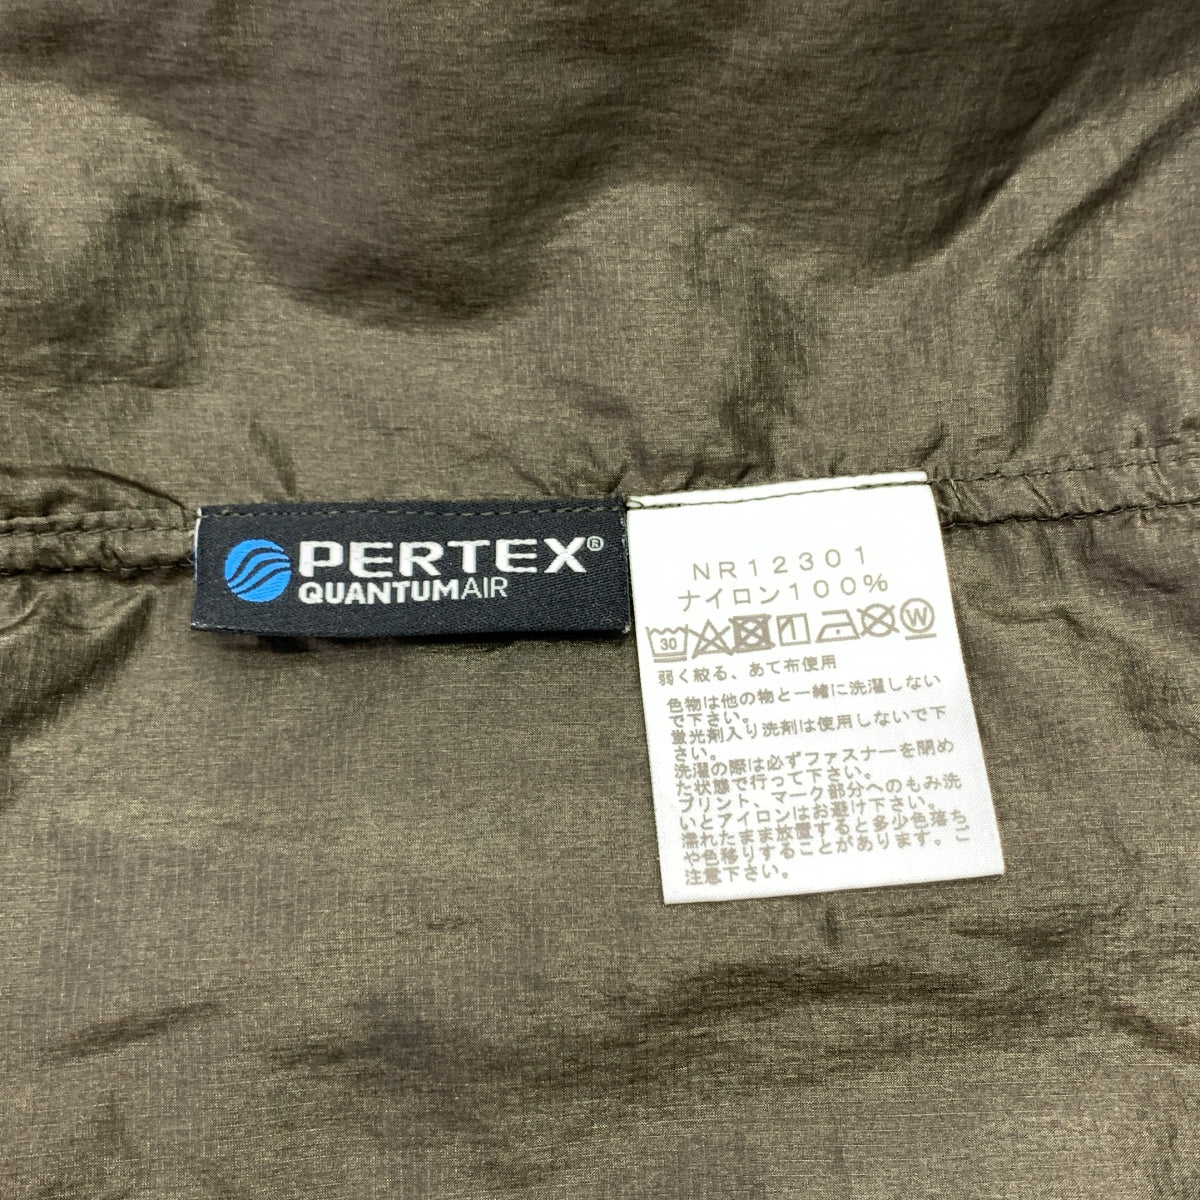 PERTEX®
QUANTUMAIR
NR12301
ナイロン100%
30 W
弱く絞る、あて布使用
色物は他の物と一緒に洗濯しない
で下さい。
蛍光剤入り洗剤は使用しないで下
さい。
洗濯の際は必ずファスナーを閉め
た状態で行って下さい。
プリント、マーク部分へのもみ洗
いとアイロンはお避け下さい。
濡れたまま放置すると多少色落ち
や色移りすることがあります。ご
注意下さい。